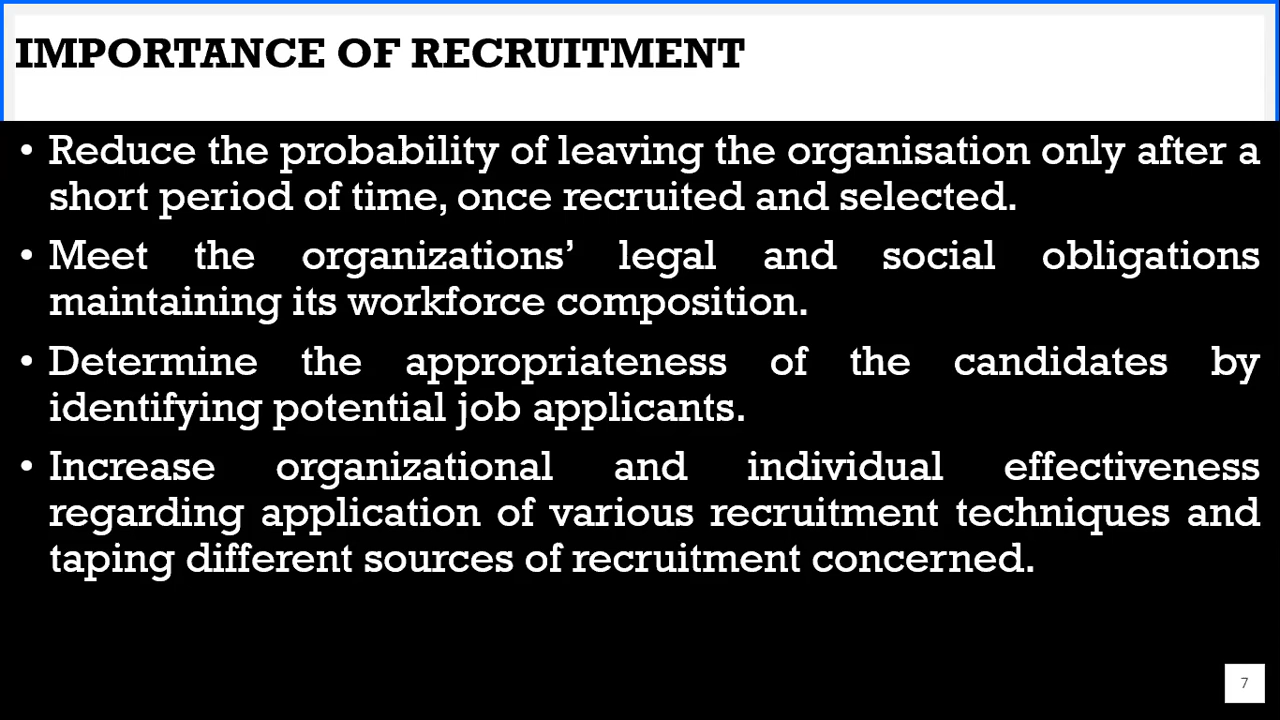 IMPORTANCE OF RECRUITMENT
• Reduce the probability of leaving the organisation only after a
short period of time, once recruited and selected.
• Meet the organizations’ legal and social obligations
maintaining its workforce composition.
• Determine the appropriateness of the candidates by
identifying potential job applicants.
• Increase organizational and individual effectiveness
regarding application of various recruitment techniques and
taping different sources of recruitment concerned.
7